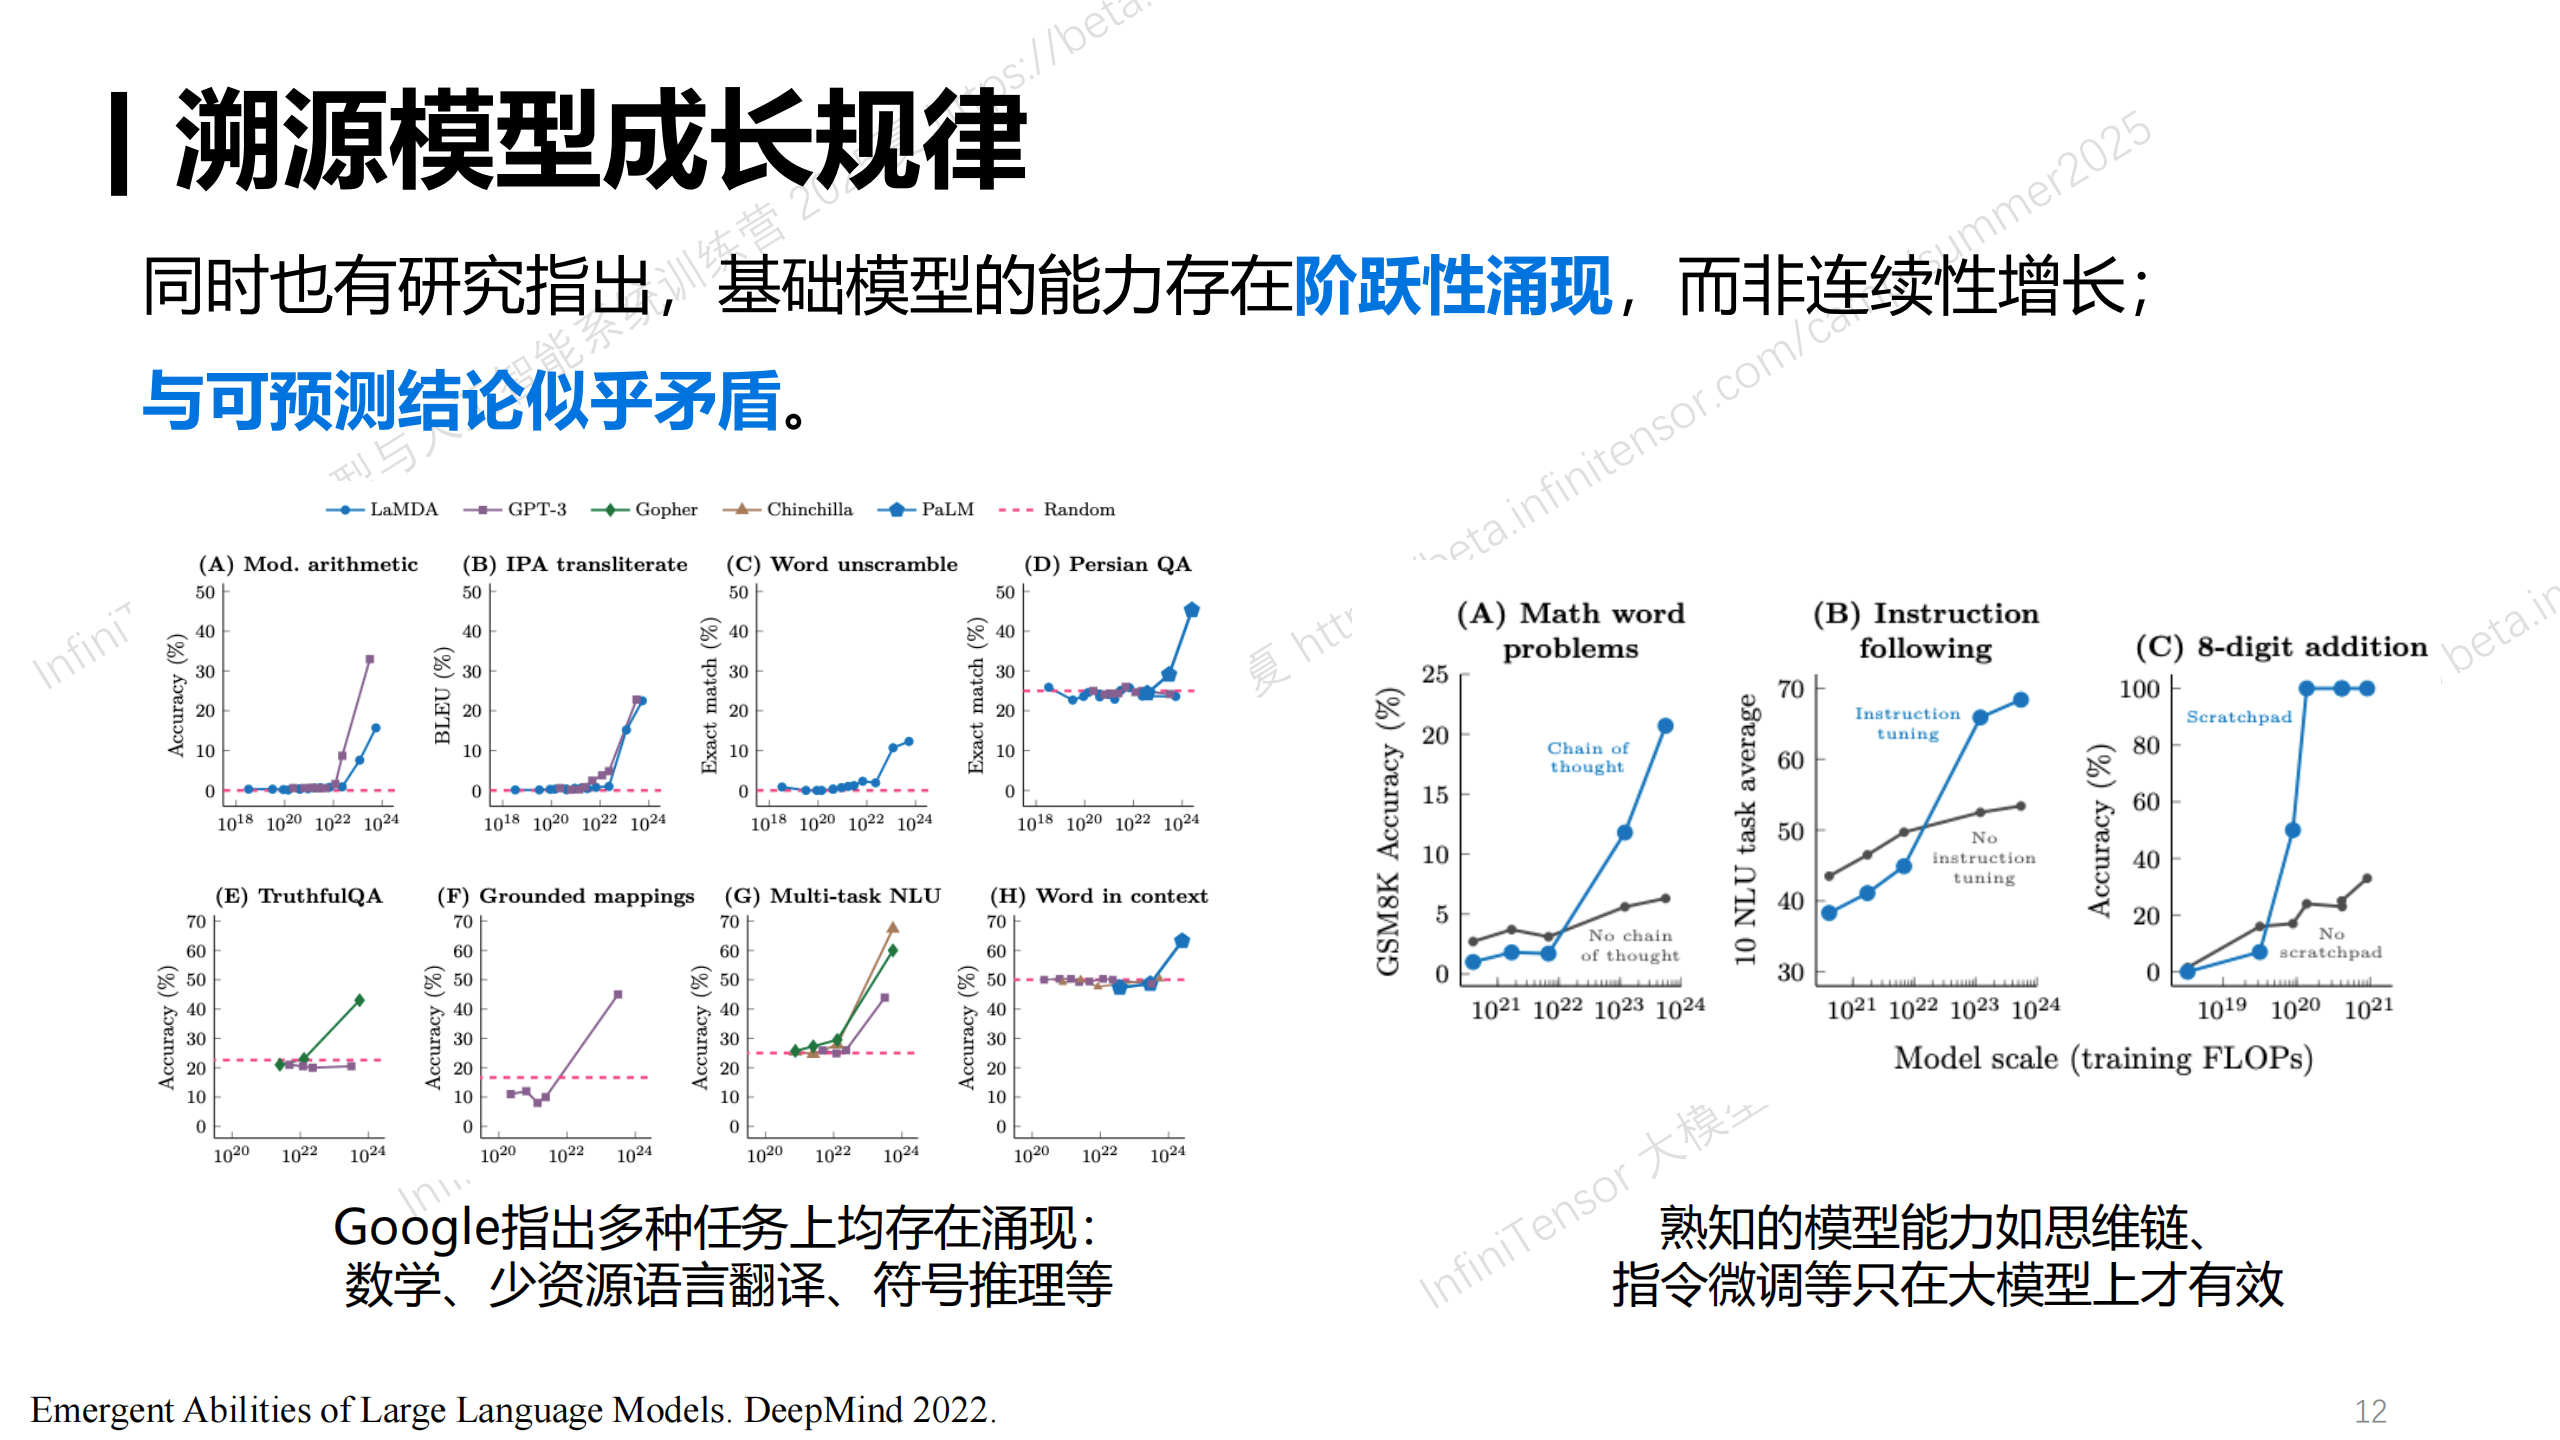 溯源模型成长规律
同时也有研究指出，基础模型的能力存在阶跃性涌现，而非连续性增长；
与可预测结论似乎矛盾。
LaMDA GPT-3 Gopher Chinchilla PaLM Random
(A) Mod. arithmetic
Accuracy (%)
50
40
30
20
10
0
10^18 10^20 10^22 10^24
(B) IPA transliterate
BLEU (%)
50
40
30
20
10
0
10^18 10^20 10^22 10^24
(C) Word unscramble
Exact match (%)
50
40
30
20
10
0
10^18 10^20 10^22 10^24
(D) Persian QA
Exact match (%)
50
40
30
20
10
0
10^18 10^20 10^22 10^24
(E) TruthfulQA
Accuracy (%)
70
60
50
40
30
20
10
0
10^20 10^22 10^24
(F) Grounded mappings
Accuracy (%)
70
60
50
40
30
20
10
0
10^20 10^22 10^24
(G) Multi-task NLU
Accuracy (%)
70
60
50
40
30
20
10
0
10^20 10^22 10^24
(H) Word in context
Accuracy (%)
70
60
50
40
30
20
10
0
10^20 10^22 10^24
Google指出多种任务上均存在涌现：
数学、少资源语言翻译、符号推理等
(A) Math word
problems
GSM8K Accuracy (%)
25
20
15
10
5
0
Chain of
thought
No chain
of thought
10^21 10^22 10^23 10^24
(B) Instruction
following
10 NLU task average
70
60
50
40
30
Instruction
tuning
No
instruction
tuning
10^21 10^22 10^23 10^24
(C) 8-digit addition
Accuracy (%)
100
80
60
40
20
0
Scratchpad
No
scratchpad
10^19 10^20 10^21
Model scale (training FLOPs)
熟知的模型能力如思维链、
指令微调等只在大模型上才有效
Emergent Abilities of Large Language Models. DeepMind 2022.
12